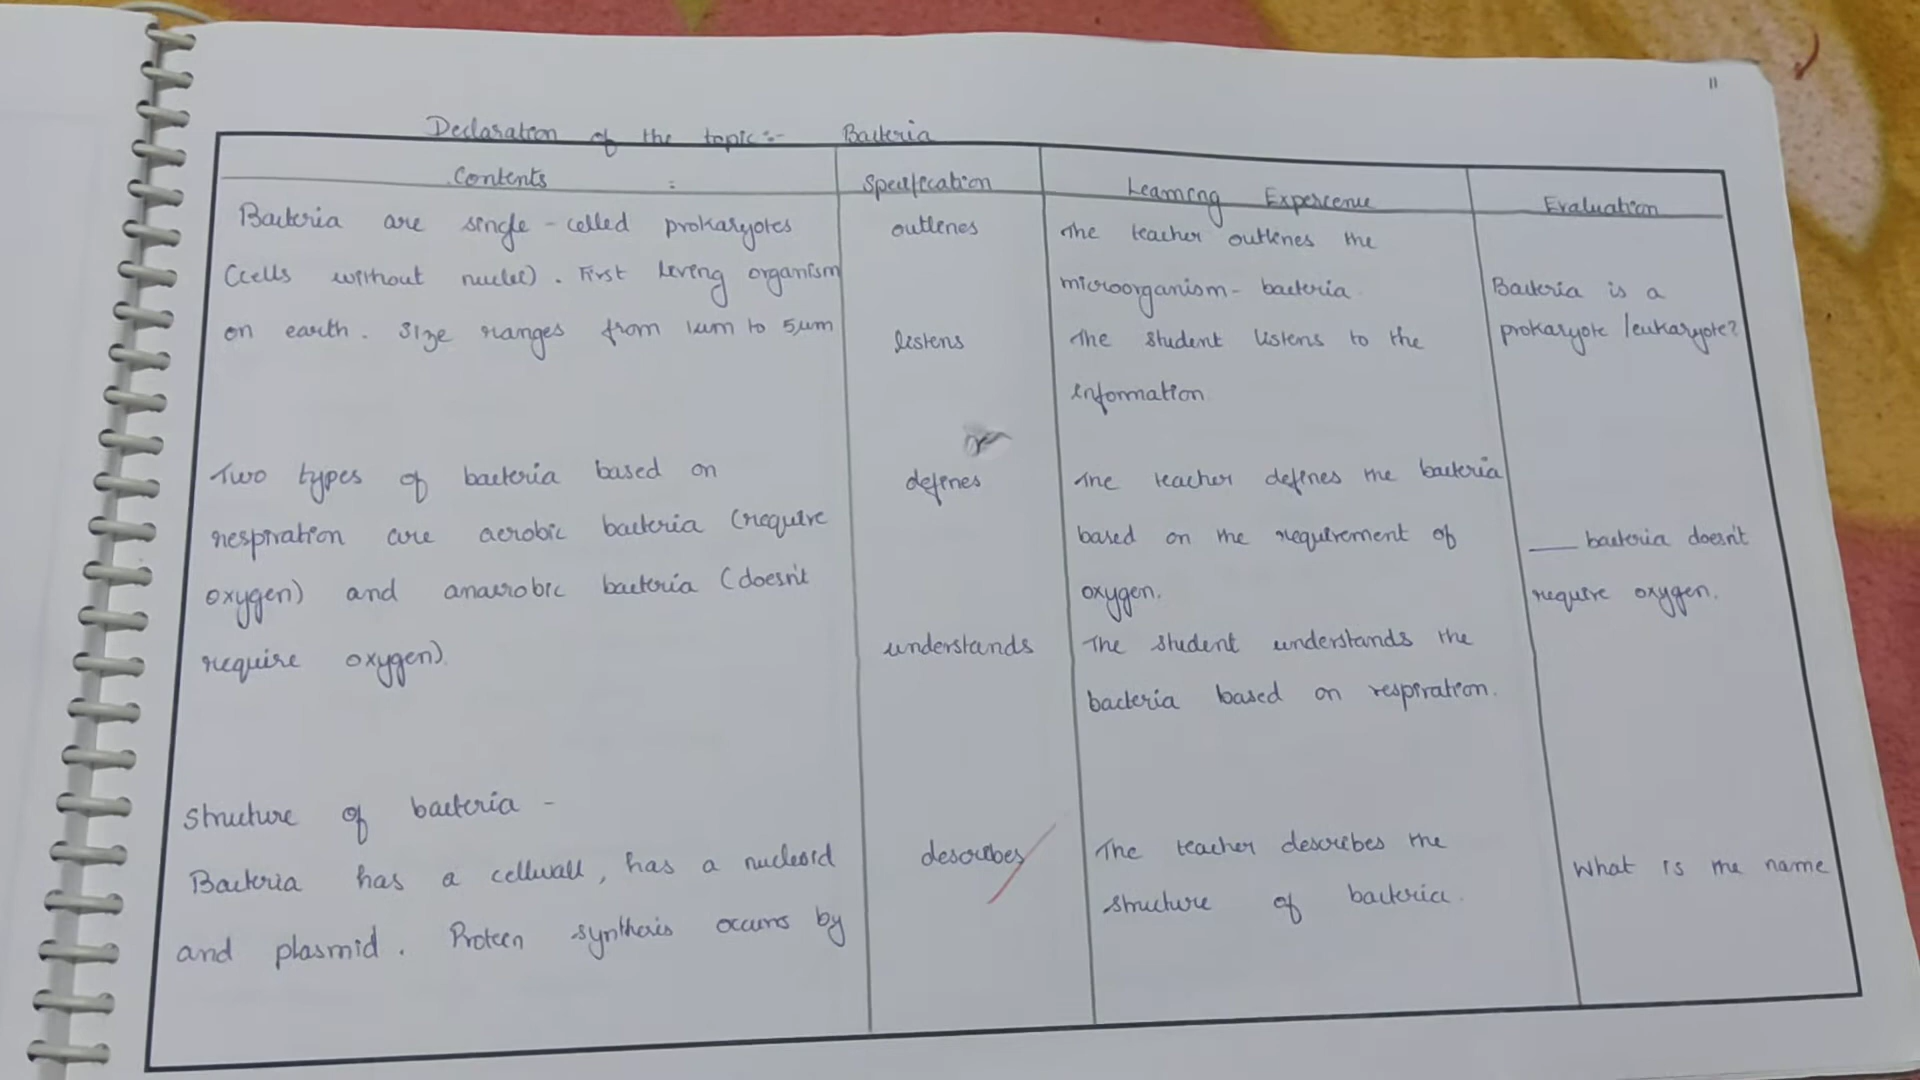 11
Declaration of the topic:- Bacteria
Contents :
Specification
Learning Experience
Evaluation
Bacteria are single-celled prokaryotes
(cells without nuclei). First living organism
on earth. Size ranges from 1um to 5um
outlines
listens
The teacher outlines the
microorganism- bacteria.
The student listens to the
information
Bacteria is a
prokaryote /eukaryote?
Two types of bacteria based on
respiration are aerobic bacteria (require
oxygen) and anaerobic bacteria (doesn't
require oxygen).
defines
understands
The teacher defines the bacteria
based on the requirement of
oxygen.
The student understands the
bacteria based on respiration.
___ bacteria doesn't
require oxygen.
Structure of bacteria -
Bacteria has a cellwall, has a nucleoid
and plasmid. Protein synthesis occurs by
describes
The teacher describes the
structure of bacteria.
What is the name